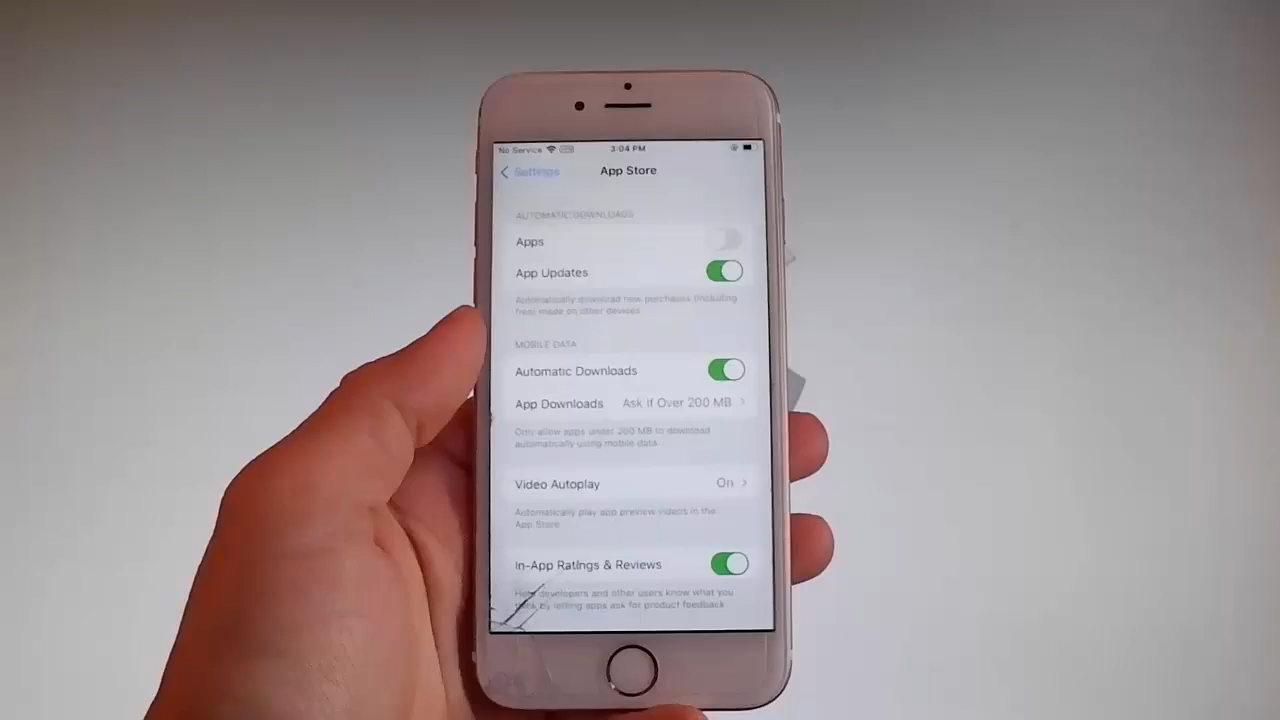 No Service 3:04 PM
Settings App Store
AUTOMATIC DOWNLOADS
Apps
App Updates
Automatically download new purchases (including
free) made on other devices
MOBILE DATA
Automatic Downloads
App Downloads Ask If Over 200 MB
Only allow apps under 200 MB to download
automatically using mobile data.
Video Autoplay On
Automatically play app preview videos in the
App Store
In-App Ratings & Reviews
Help developers and other users know what you
think by letting apps ask for product feedback